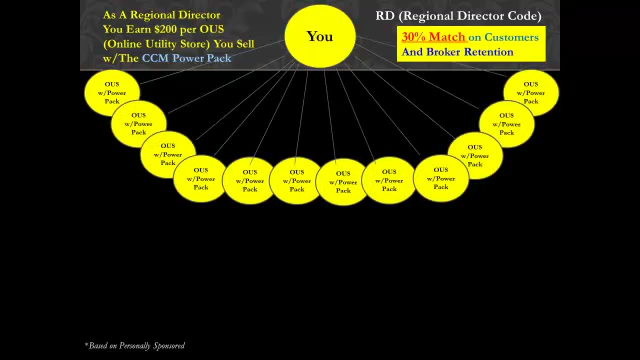 As A Regional Director
You Earn $200 per OUS
(Online Utility Store) You Sell
w/The CCM Power Pack
You
RD (Regional Director Code)
30% Match on Customers
And Broker Retention
OUS
w/Power
Pack
OUS
w/Power
Pack
OUS
w/Power
Pack
OUS
w/Power
Pack
OUS
w/Power
Pack
OUS
w/Power
Pack
OUS
w/Power
Pack
OUS
w/Power
Pack
OUS
w/Power
Pack
OUS
w/Power
Pack
OUS
w/Power
Pack
OUS
w/Power
Pack
*Based on Personally Sponsored